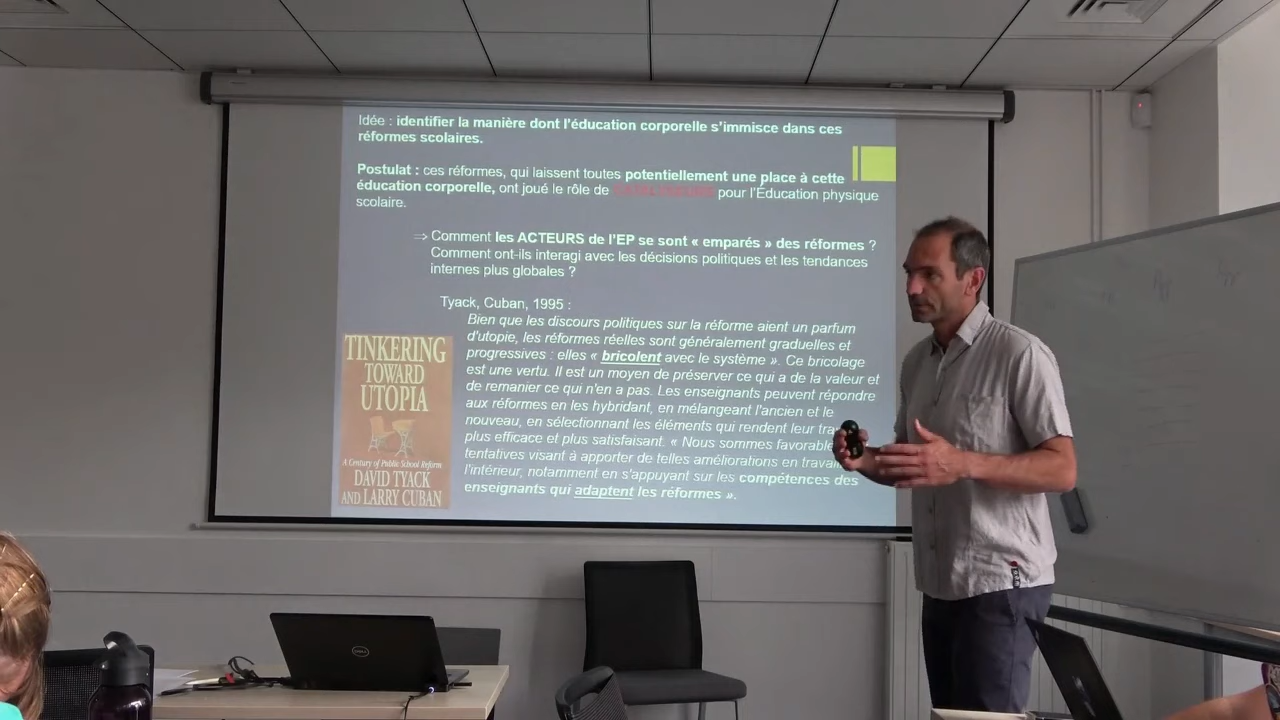 Idée : identifier la manière dont l'éducation corporelle s'immisce dans ces
réformes scolaires.
Postulat : ces réformes, qui laissent toutes potentiellement une place à cette
éducation corporelle, ont joué le rôle de pour l'Éducation physique
scolaire.
=> Comment les ACTEURS de l'EP se sont « emparés » des réformes ?
Comment ont-ils interagi avec les décisions politiques et les tendances
internes plus globales ?
Tyack, Cuban, 1995 :
Bien que les discours politiques sur la réforme aient un parfum
d'utopie, les réformes réelles sont généralement graduelles et
progressives : elles « bricolent avec le système ». Ce bricolage
est une vertu. Il est un moyen de préserver ce qui a de la valeur et
de remanier ce qui n'en a pas. Les enseignants peuvent répondre
aux réformes en les hybridant, en mélangeant l'ancien et le
nouveau, en sélectionnant les éléments qui rendent leur
plus efficace et plus satisfaisant. « Nous sommes
tentatives visant à apporter de telles améliorations en
l'intérieur, notamment en s'appuyant sur les compétences des
enseignants qui adaptent les réformes ».
TINKERING
TOWARD
UTOPIA
A Century of Public School Reform
DAVID TYACK
AND LARRY CUBAN
DELL